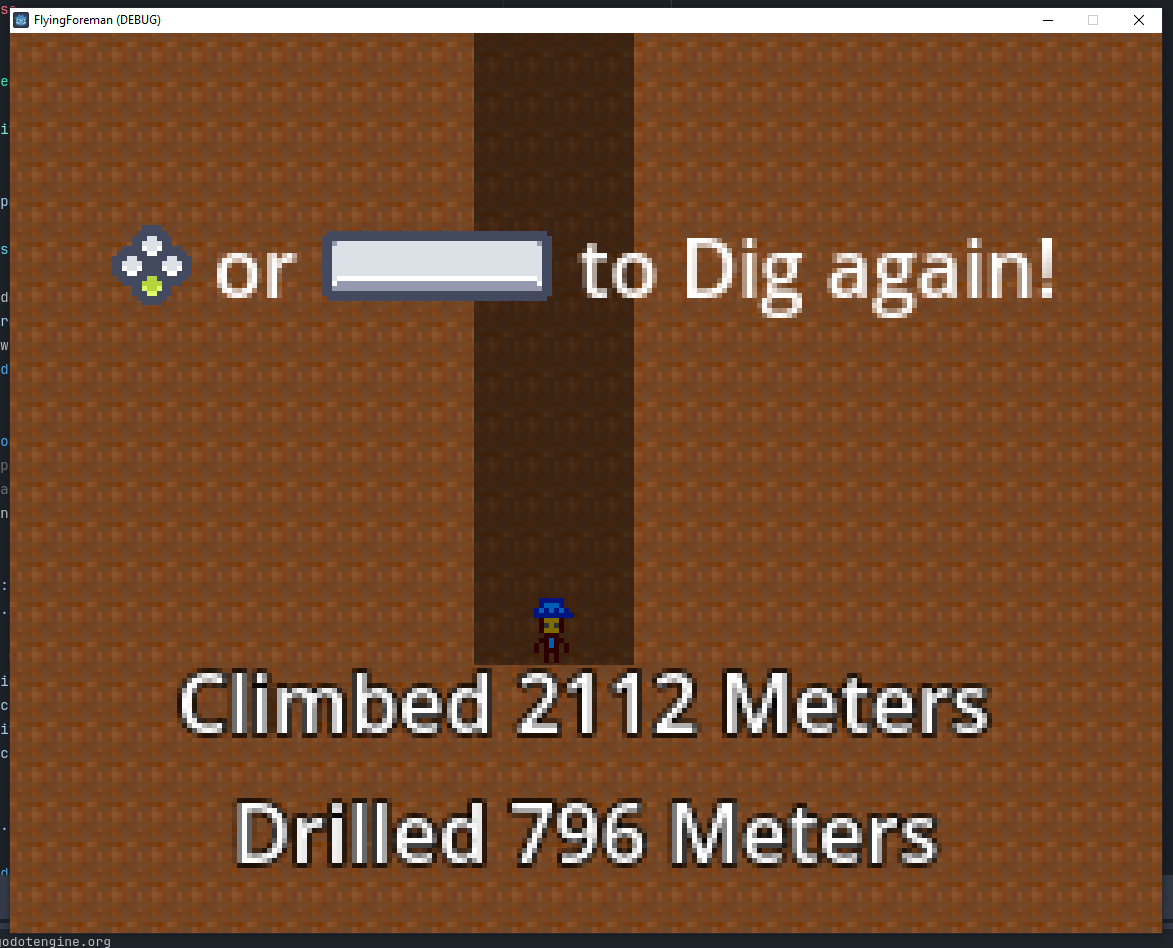 FlyingForeman (DEBUG)
or to Dig again!
Climbed 2112 Meters
Drilled 796 Meters
godotengine.org